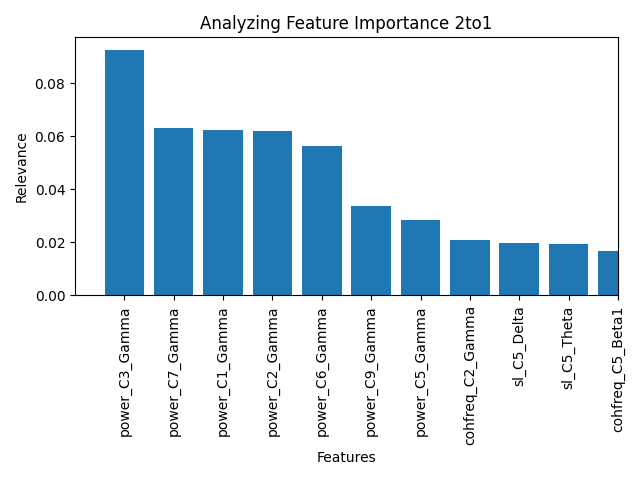 Analyzing Feature Importance 2to1
Relevance
0.08
0.06
0.04
0.02
0.00
power_C3_Gamma
power_C7_Gamma
power_C1_Gamma
power_C2_Gamma
power_C6_Gamma
power_C9_Gamma
power_C5_Gamma
cohfreq_C2_Gamma
sl_C5_Delta
sl_C5_Theta
cohfreq_C5_Beta1
Features